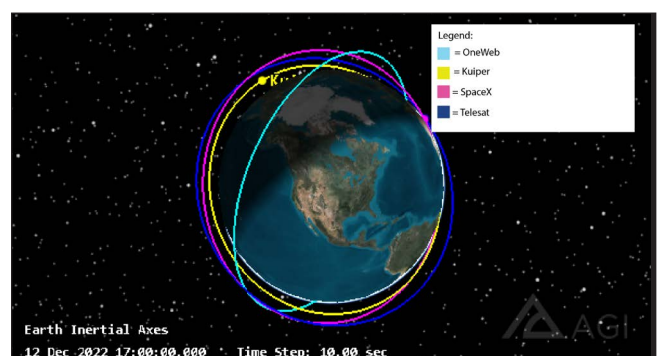 Legend:
= OneWeb
= Kuiper
= SpaceX
= Telesat
Earth Inertial Axes
12 Dec 2022 17:00:00.000 Time Step: 10.00 sec
AGI